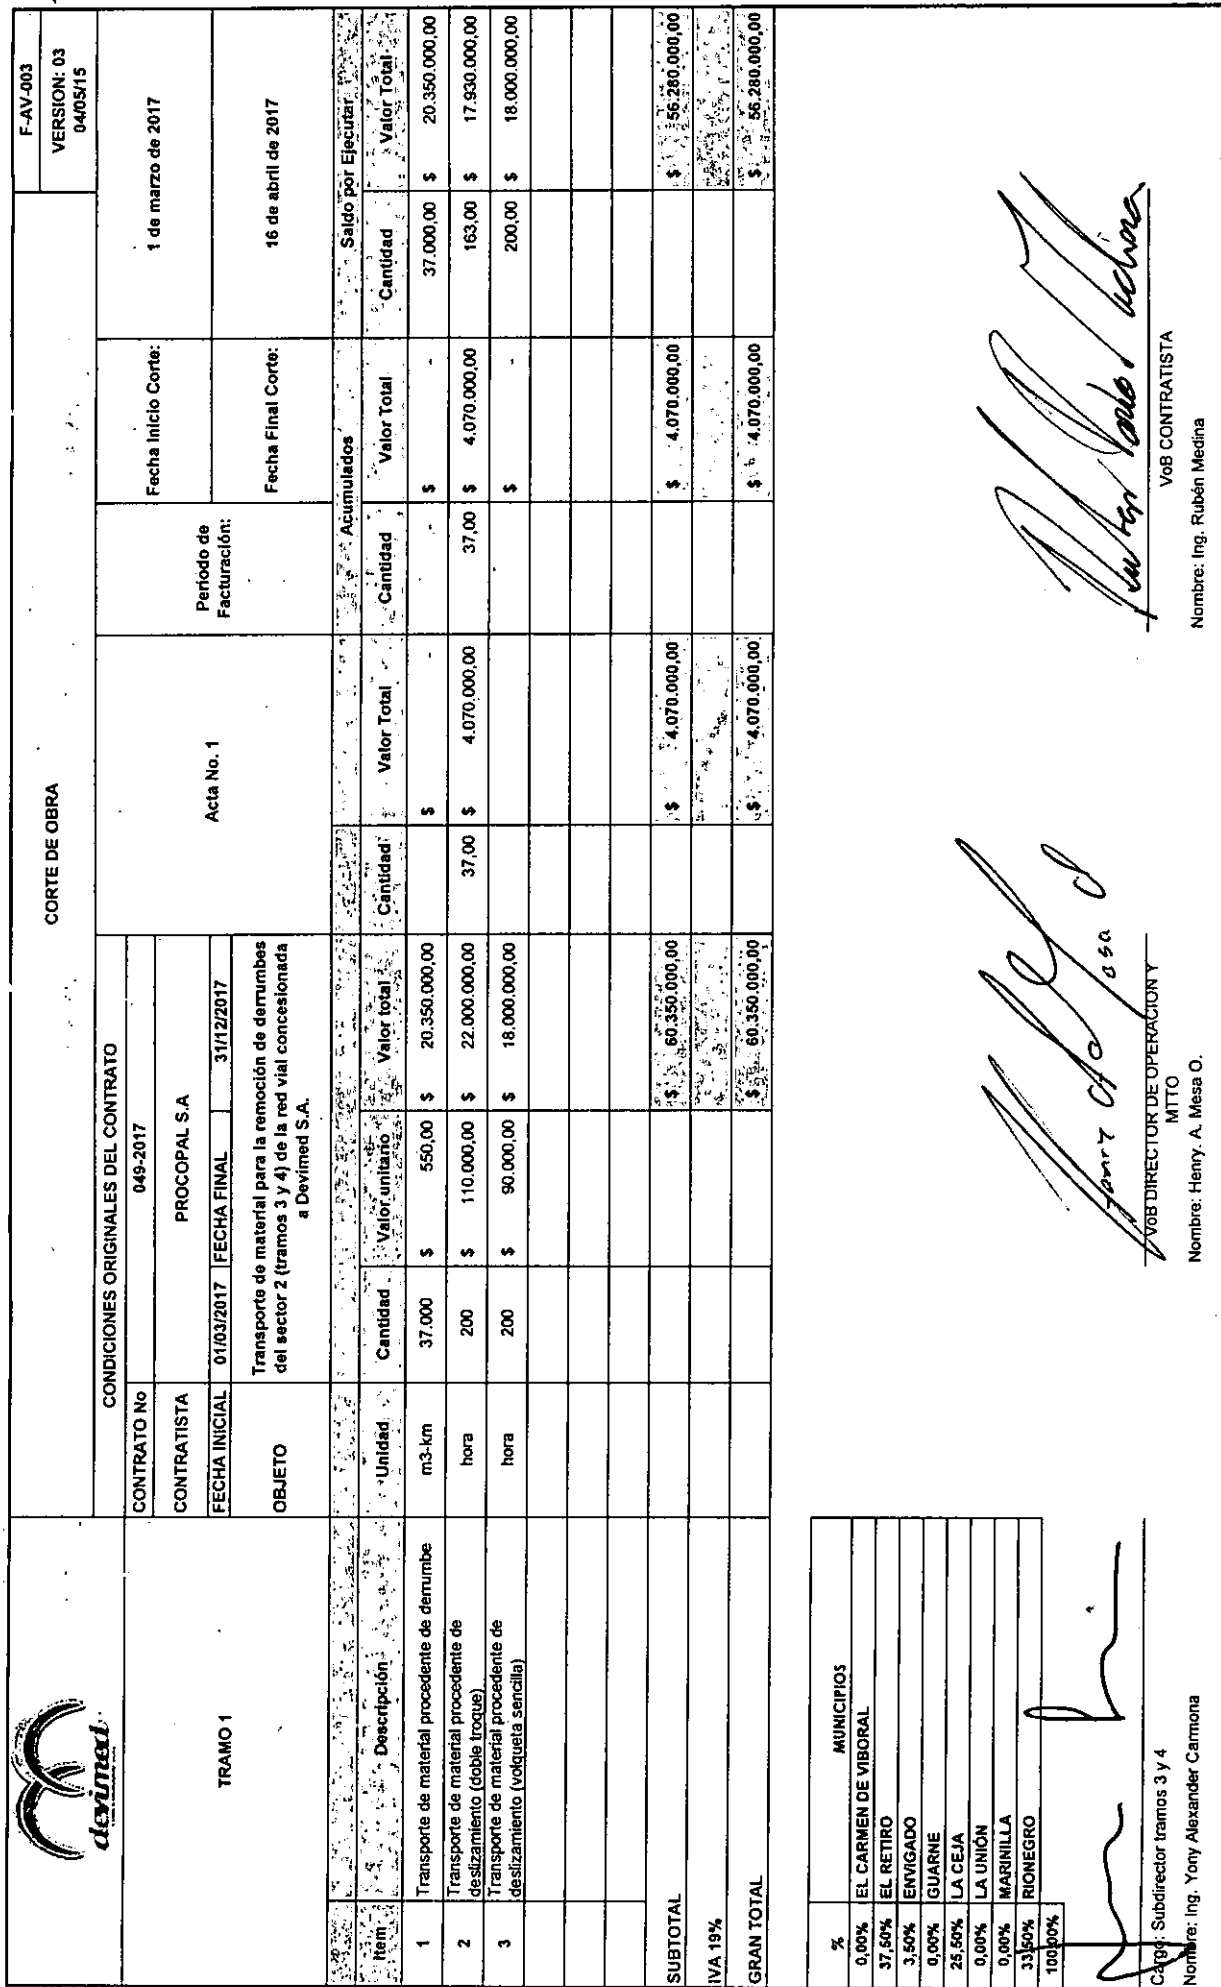 devimed
CORTE DE OBRA
F-AV-003
VERSION: 03
04/05/15
TRAMO 1
CONDICIONES ORIGINALES DEL CONTRATO
CONTRATO No 049-2017
CONTRATISTA PROCOPAL S.A
FECHA INICIAL 01/03/2017 FECHA FINAL 31/12/2017
OBJETO Transporte de material para la remoción de derrumbes
del sector 2 (tramos 3 y 4) de la red vial concesionada
a Devimed S.A.
Acta No. 1
Periodo de
Facturación:
Fecha Inicio Corte: 1 de marzo de 2017
Fecha Final Corte: 16 de abril de 2017
Acumulados Saldo por Ejecutar
Item Descripción Unidad Cantidad Valor unitario Valor total Cantidad Valor Total Cantidad Valor Total Cantidad Valor Total
1 Transporte de material procedente de derrumbe m3-km 37.000 $ 550,00 $ 20.350.000,00 $ - - $ - 37.000,00 $ 20.350.000,00
2 Transporte de material procedente de
deslizamiento (doble troque) hora 200 $ 110.000,00 $ 22.000.000,00 37,00 $ 4.070.000,00 37,00 $ 4.070.000,00 163,00 $ 17.930.000,00
3 Transporte de material procedente de
deslizamiento (volqueta sencilla) hora 200 $ 90.000,00 $ 18.000.000,00 $ - 200,00 $ 18.000.000,00
SUBTOTAL $ 60.350.000,00 $ 4.070.000,00 $ 4.070.000,00 $ 56.280.000,00
IVA 19%
GRAN TOTAL $ 60.350.000,00 $ 4.070.000,00 $ 4.070.000,00 $ 56.280.000,00
% MUNICIPIOS
0,00% EL CARMEN DE VIBORAL
37,50% EL RETIRO
3,50% ENVIGADO
0,00% GUARNE
25,50% LA CEJA
0,00% LA UNIÓN
0,00% MARINILLA
33,50% RIONEGRO
100,00%
Cargo: Subdirector tramos 3 y 4
Nombre: Ing. Yony Alexander Carmona
VoB DIRECTOR DE OPERACION Y
MTTO
Nombre: Henry. A. Mesa O.
VoB CONTRATISTA
Nombre: Ing. Rubén Medina